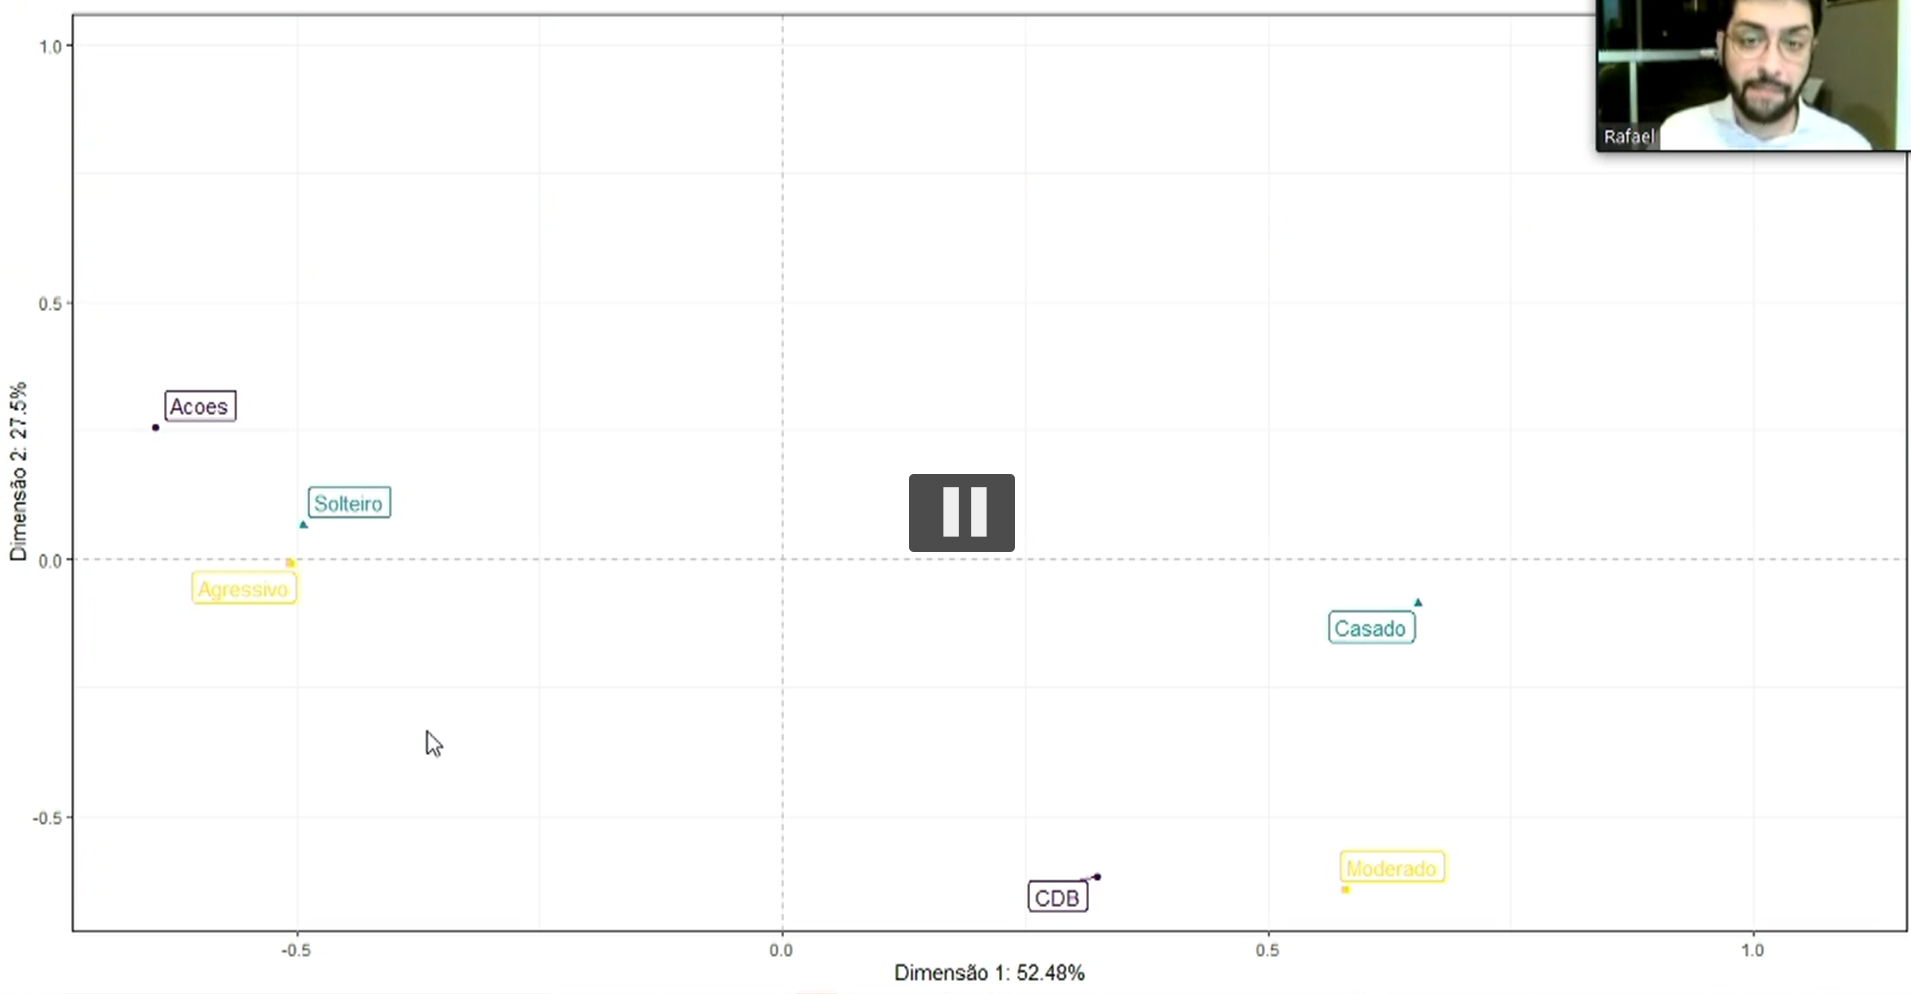 1.0
Rafael
0.5
Acoes
Solteiro
0.0
Agressivo
Casado
-0.5
Moderado
CDB
-0.5
0.0
0.5
1.0
Dimensão 1: 52.48%
Dimensão 2: 27.5%